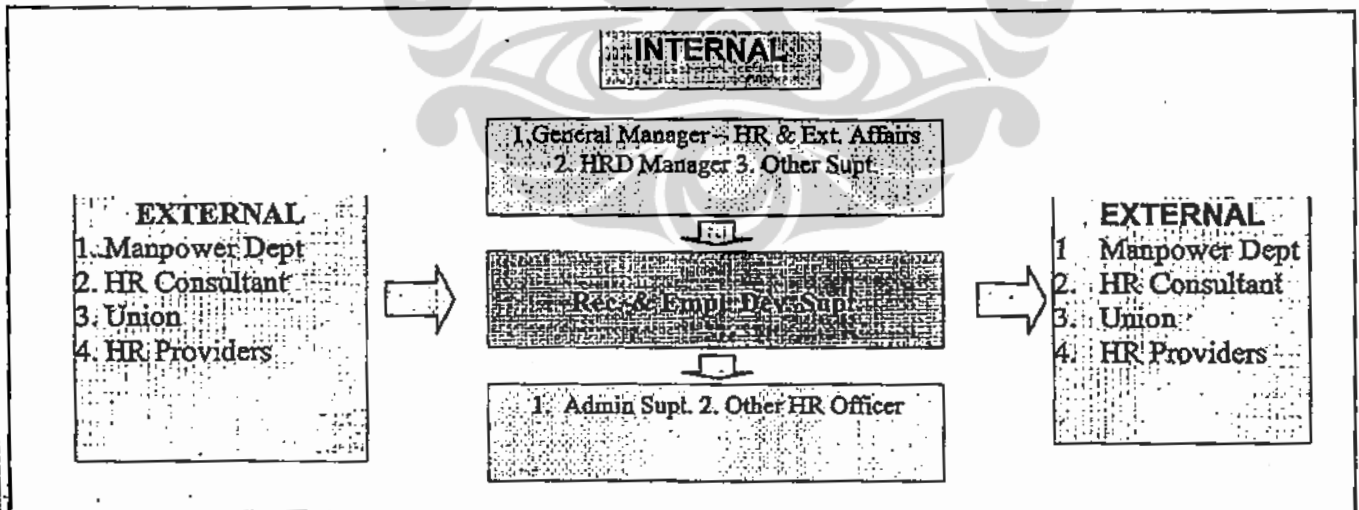 INTERNAL
1. General Manager – HR & Ext. Affairs
2. HRD Manager 3. Other Supt.
EXTERNAL
1. Manpower Dept
2. HR Consultant
3. Union
4. HR Providers
Rec. & Empl Dev. Supt
EXTERNAL
1 Manpower Dept
2. HR Consultant
3. Union
4. HR Providers
1. Admin Supt. 2. Other HR Officer